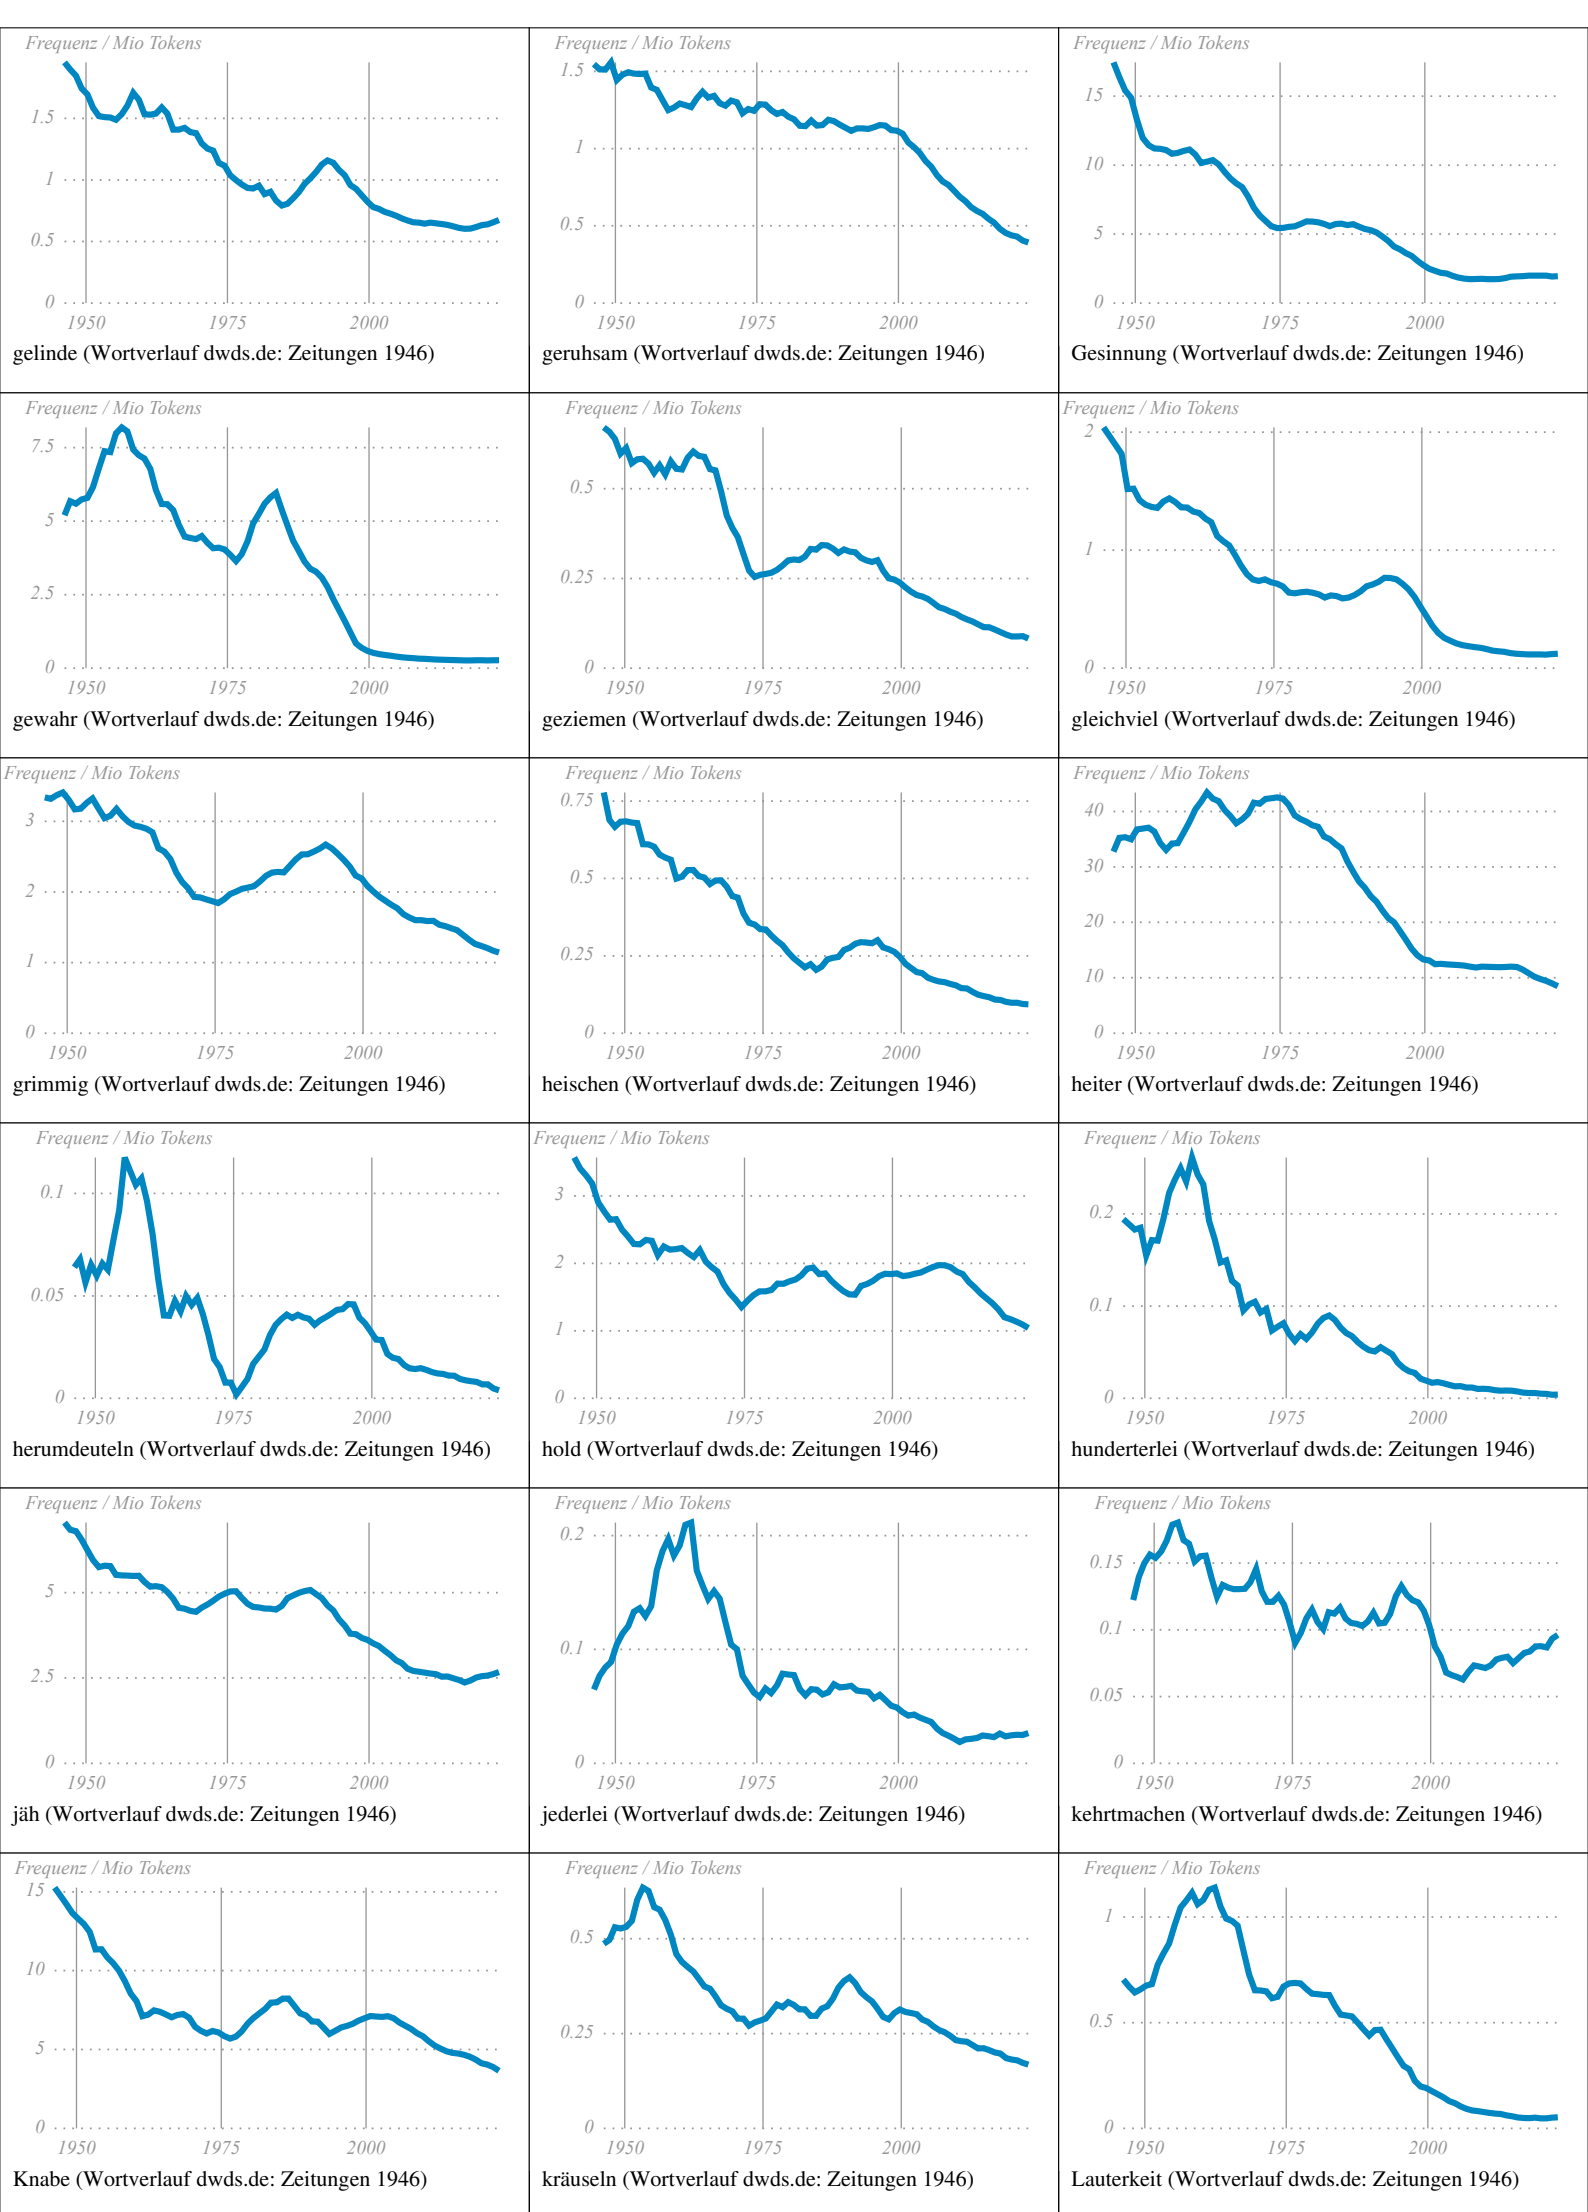 Frequenz / Mio Tokens
1.5
1
0.5
0
1950 1975 2000
gelinde (Wortverlauf dwds.de: Zeitungen 1946)
Frequenz / Mio Tokens
1.5
1
0.5
0
1950 1975 2000
geruhsam (Wortverlauf dwds.de: Zeitungen 1946)
Frequenz / Mio Tokens
15
10
5
0
1950 1975 2000
Gesinnung (Wortverlauf dwds.de: Zeitungen 1946)
Frequenz / Mio Tokens
7.5
5
2.5
0
1950 1975 2000
gewahr (Wortverlauf dwds.de: Zeitungen 1946)
Frequenz / Mio Tokens
0.5
0.25
0
1950 1975 2000
geziemen (Wortverlauf dwds.de: Zeitungen 1946)
Frequenz / Mio Tokens
2
1
0
1950 1975 2000
gleichviel (Wortverlauf dwds.de: Zeitungen 1946)
Frequenz / Mio Tokens
3
2
1
0
1950 1975 2000
grimmig (Wortverlauf dwds.de: Zeitungen 1946)
Frequenz / Mio Tokens
0.75
0.5
0.25
0
1950 1975 2000
heischen (Wortverlauf dwds.de: Zeitungen 1946)
Frequenz / Mio Tokens
40
30
20
10
0
1950 1975 2000
heiter (Wortverlauf dwds.de: Zeitungen 1946)
Frequenz / Mio Tokens
0.1
0.05
0
1950 1975 2000
herumdeuteln (Wortverlauf dwds.de: Zeitungen 1946)
Frequenz / Mio Tokens
3
2
1
0
1950 1975 2000
hold (Wortverlauf dwds.de: Zeitungen 1946)
Frequenz / Mio Tokens
0.2
0.1
0
1950 1975 2000
hunderterlei (Wortverlauf dwds.de: Zeitungen 1946)
Frequenz / Mio Tokens
5
2.5
0
1950 1975 2000
jäh (Wortverlauf dwds.de: Zeitungen 1946)
Frequenz / Mio Tokens
0.2
0.1
0
1950 1975 2000
jederlei (Wortverlauf dwds.de: Zeitungen 1946)
Frequenz / Mio Tokens
0.15
0.1
0.05
0
1950 1975 2000
kehrtmachen (Wortverlauf dwds.de: Zeitungen 1946)
Frequenz / Mio Tokens
15
10
5
0
1950 1975 2000
Knabe (Wortverlauf dwds.de: Zeitungen 1946)
Frequenz / Mio Tokens
0.5
0.25
0
1950 1975 2000
kräuseln (Wortverlauf dwds.de: Zeitungen 1946)
Frequenz / Mio Tokens
1
0.5
0
1950 1975 2000
Lauterkeit (Wortverlauf dwds.de: Zeitungen 1946)